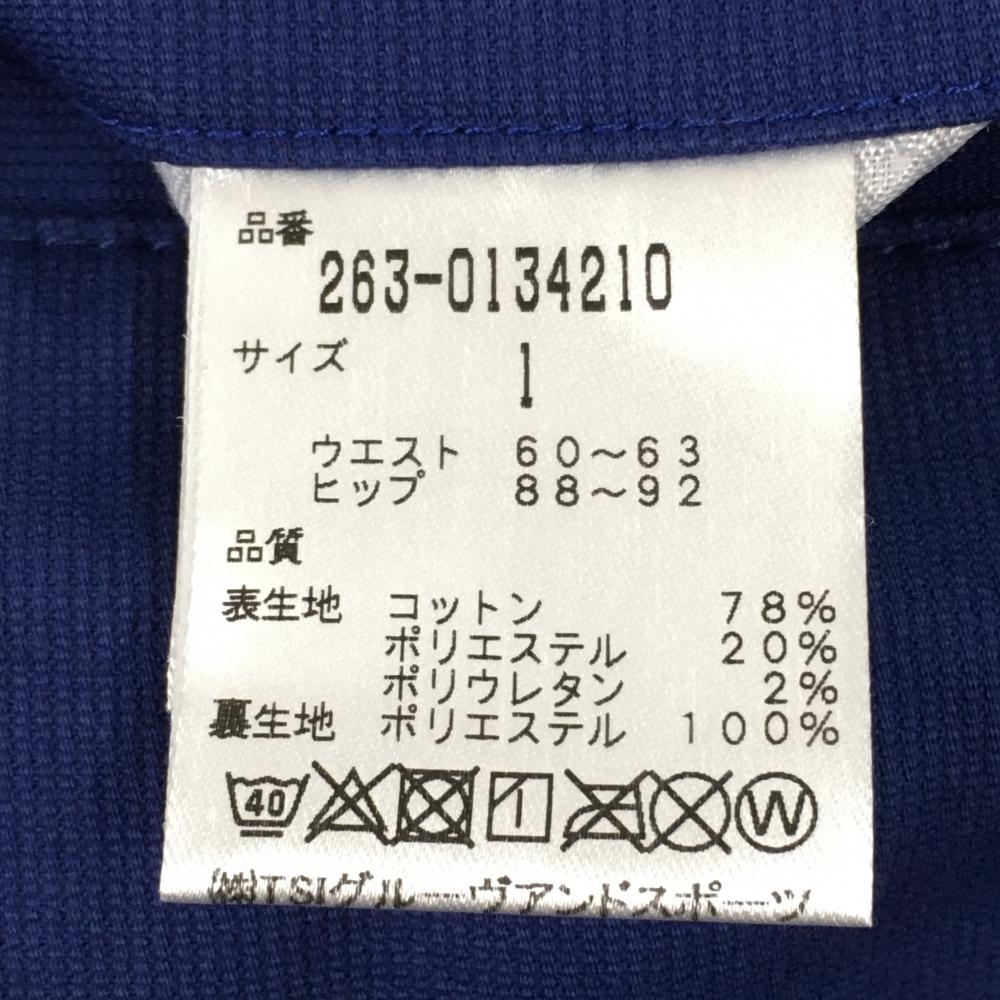 品番
263-0134210
サイズ 1
ウエスト 60～63
ヒップ 88～92
品質
表生地 コットン 78%
ポリエステル 20%
ポリウレタン 2%
裏生地 ポリエステル 100%
40 W
㈱TSIグルーヴアンドスポーツ